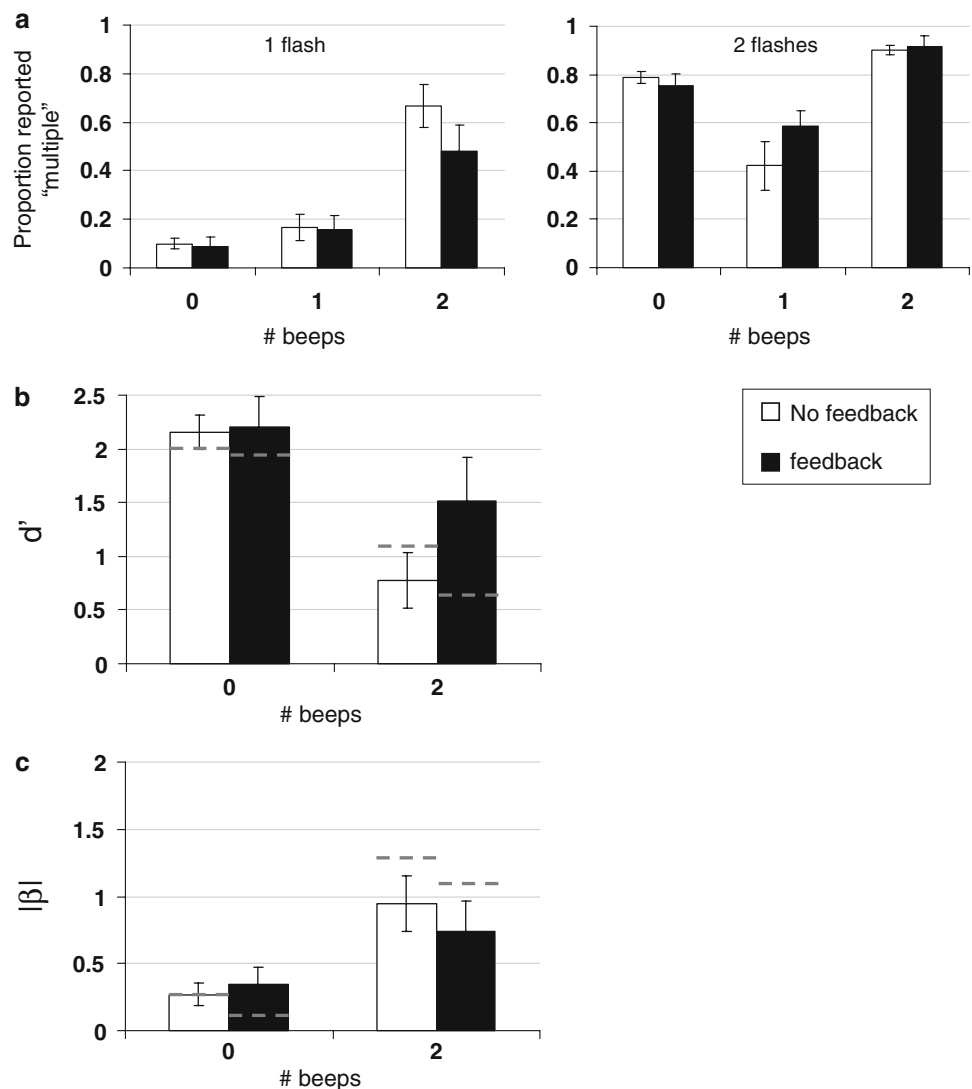 a
Proportion reported
“multiple”
1 flash
1
0.8
0.6
0.4
0.2
0
0 1 2
# beeps
2 flashes
1
0.8
0.6
0.4
0.2
0
0 1 2
# beeps
b
d’
2.5
2
1.5
1
0.5
0
0 2
# beeps
No feedback
feedback
c
|β|
2
1.5
1
0.5
0
0 2
# beeps